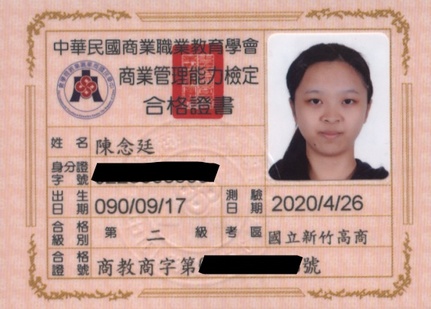 中華民國商業職業教育學會
商業管理能力檢定
合格證書
姓名 陳念廷
身分證字號
出生日期 090/09/17 測驗日期 2020/4/26
合格級別 第二級 考區 國立新竹高商
合格證號 商教商字第 號